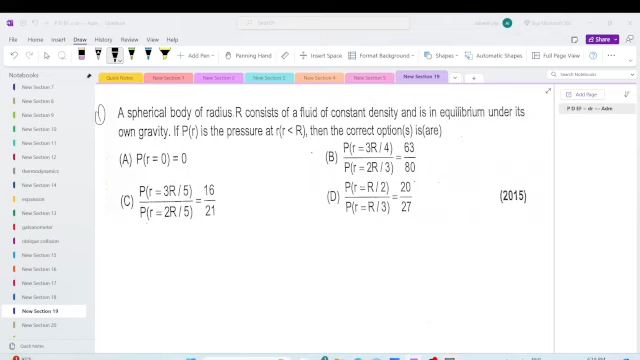 Search
File
Home
Insert
Draw
View
Help
Add Pen
Panning Hand
Insert Space
Format Background
Shapes
Automatic Shapes
Full Page View
Notebooks
Quick Notes
New Section 1
New Section 2
New Section 3
New Section 4
New Section 5
New Section 19
Search Notebooks
New Section 7
New Section 8
New Section 9
New Section 10
New Section 11
New Section 12
thermodynamics
New Section 14
expansion
galvanometer
oblique collision
New Section 15
New Section 16
New Section 17
New Section 18
New Section 19
New Section 20
Add Page
P D EF < dr== Adm
A spherical body of radius R consists of a fluid of constant density and is in equilibrium under its
own gravity. If P(r) is the pressure at r(r < R), then the correct option(s) is(are)
(A) P(r = 0) = 0
(B) P(r = 3R / 4) / P(r = 2R / 3) = 63 / 80
(C) P(r = 3R / 5) / P(r = 2R / 5) = 16 / 21
(D) P(r = R / 2) / P(r = R / 3) = 20 / 27
(2015)